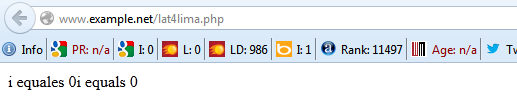 www.example.net/lat4lima.php
Info PR: n/a I: 0 L: 0 LD: 986 I: 1 Rank: 11497 Age: n/a Tw
i equales 0i equals 0